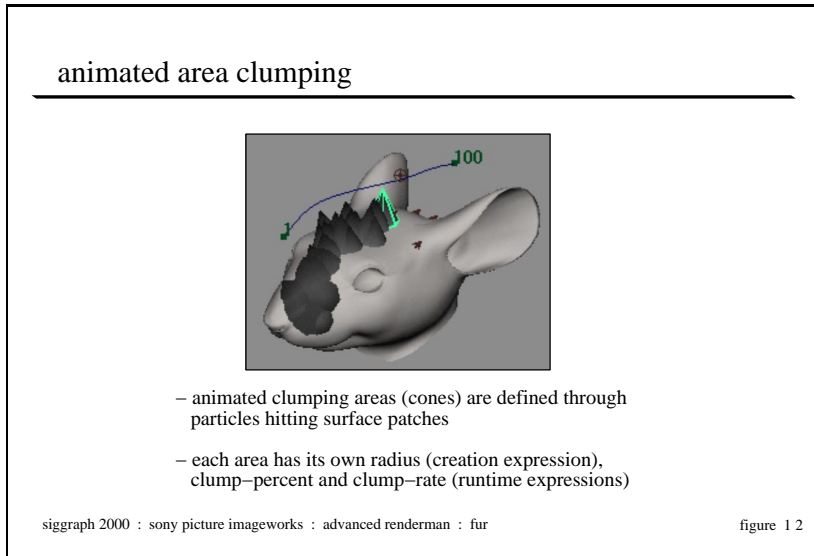 animated area clumping
100
1
− animated clumping areas (cones) are defined through
particles hitting surface patches
− each area has its own radius (creation expression),
clump−percent and clump−rate (runtime expressions)
siggraph 2000 : sony picture imageworks : advanced renderman : fur
figure 1 2